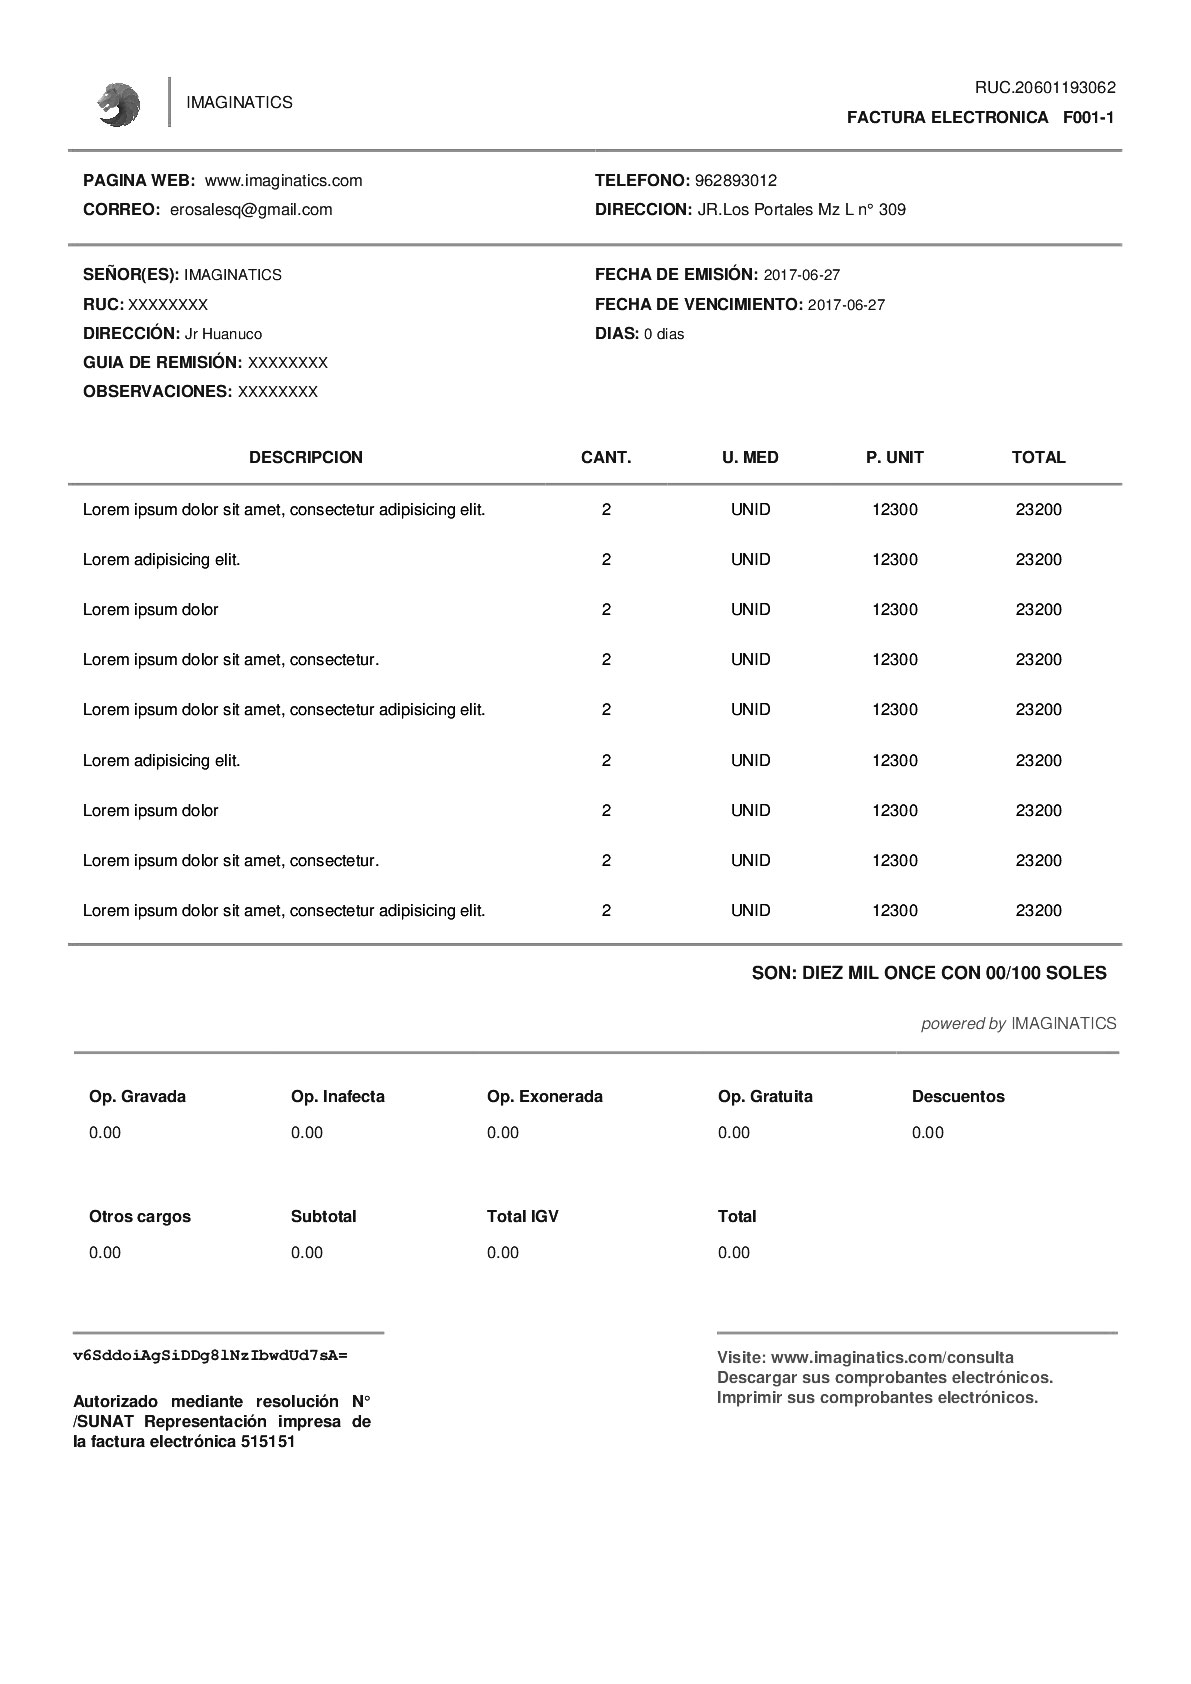 IMAGINATICS
RUC.20601193062
FACTURA ELECTRONICA F001-1
PAGINA WEB: www.imaginatics.com
TELEFONO: 962893012
CORREO: erosalesq@gmail.com
DIRECCION: JR.Los Portales Mz L n° 309
SEÑOR(ES): IMAGINATICS
FECHA DE EMISIÓN: 2017-06-27
RUC: XXXXXXXX
FECHA DE VENCIMIENTO: 2017-06-27
DIRECCIÓN: Jr Huanuco
DIAS: 0 dias
GUIA DE REMISIÓN: XXXXXXXX
OBSERVACIONES: XXXXXXXX
DESCRIPCION CANT. U. MED P. UNIT TOTAL
Lorem ipsum dolor sit amet, consectetur adipisicing elit. 2 UNID 12300 23200
Lorem adipisicing elit. 2 UNID 12300 23200
Lorem ipsum dolor 2 UNID 12300 23200
Lorem ipsum dolor sit amet, consectetur. 2 UNID 12300 23200
Lorem ipsum dolor sit amet, consectetur adipisicing elit. 2 UNID 12300 23200
Lorem adipisicing elit. 2 UNID 12300 23200
Lorem ipsum dolor 2 UNID 12300 23200
Lorem ipsum dolor sit amet, consectetur. 2 UNID 12300 23200
Lorem ipsum dolor sit amet, consectetur adipisicing elit. 2 UNID 12300 23200
SON: DIEZ MIL ONCE CON 00/100 SOLES
powered by IMAGINATICS
Op. Gravada Op. Inafecta Op. Exonerada Op. Gratuita Descuentos
0.00 0.00 0.00 0.00 0.00
Otros cargos Subtotal Total IGV Total
0.00 0.00 0.00 0.00
v6SddoiAgSiDDg8lNzIbwdUd7sA=
Autorizado mediante resolución N°
/SUNAT Representación impresa de
la factura electrónica 515151
Visite: www.imaginatics.com/consulta
Descargar sus comprobantes electrónicos.
Imprimir sus comprobantes electrónicos.